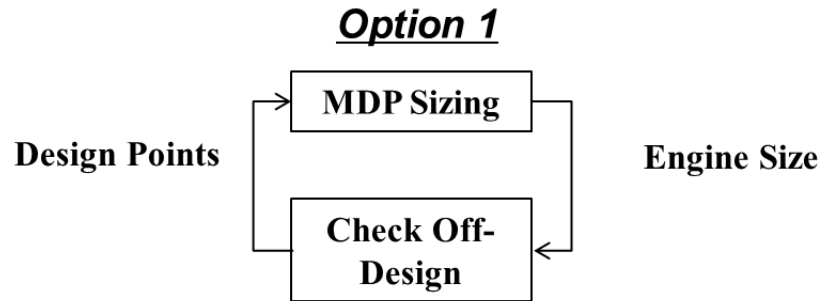 Option 1
MDP Sizing
Design Points
Engine Size
Check Off-
Design